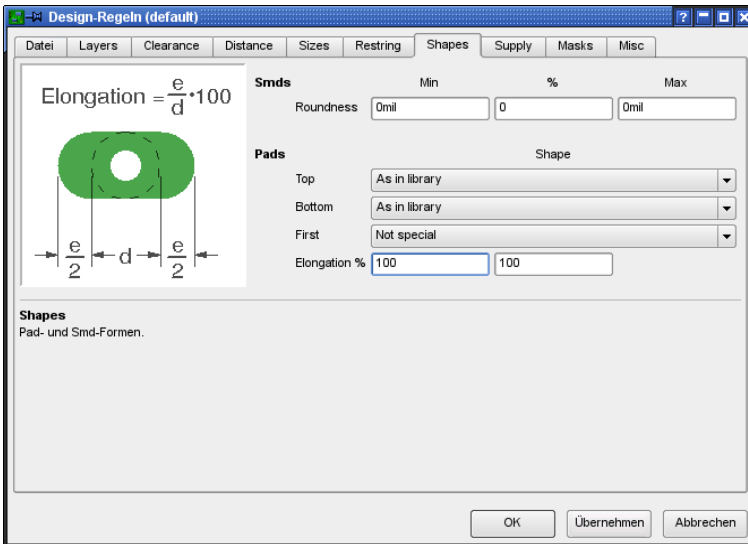 Design-Regeln (default)
Datei Layers Clearance Distance Sizes Restring Shapes Supply Masks Misc
Elongation = e/d · 100
e/2 d e/2
Smds Min % Max
Roundness 0mil 0 0mil
Pads Shape
Top As in library
Bottom As in library
First Not special
Elongation % 100 100
Shapes
Pad- und Smd-Formen.
OK Übernehmen Abbrechen